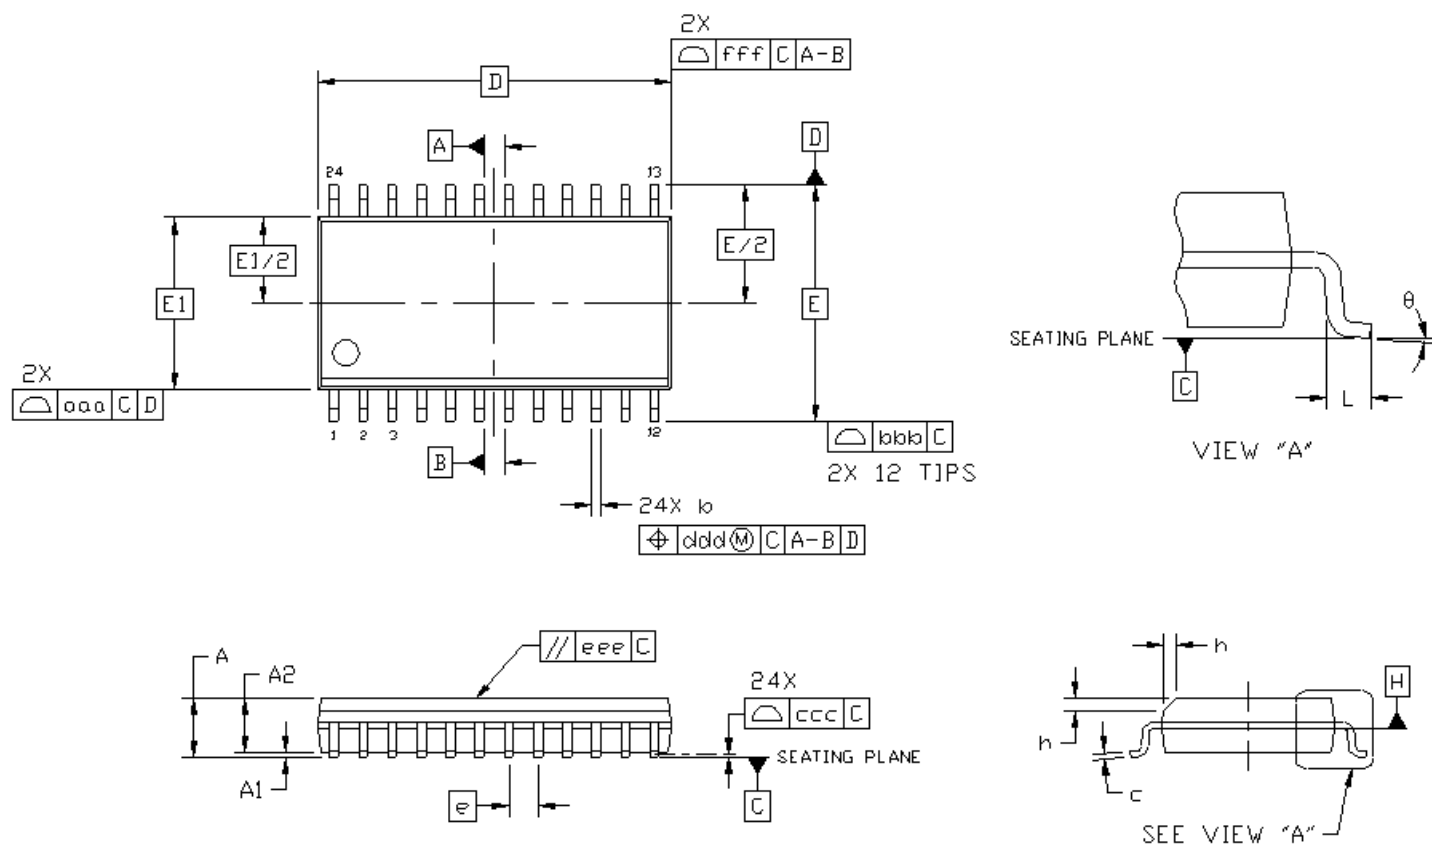 2X
⌓ fff C A-B
D
A
D
24
13
E1/2
E/2
E1
E
θ
SEATING PLANE
C
L
VIEW "A"
2X
⌓ aaa C D
1 2 3
12
⌓ bbb C
2X 12 TIPS
B
24X b
⌖ ddd Ⓜ C A-B D
// eee C
A
A2
24X
⌓ ccc C
SEATING PLANE
A1
e
C
h
H
h
c
SEE VIEW "A"